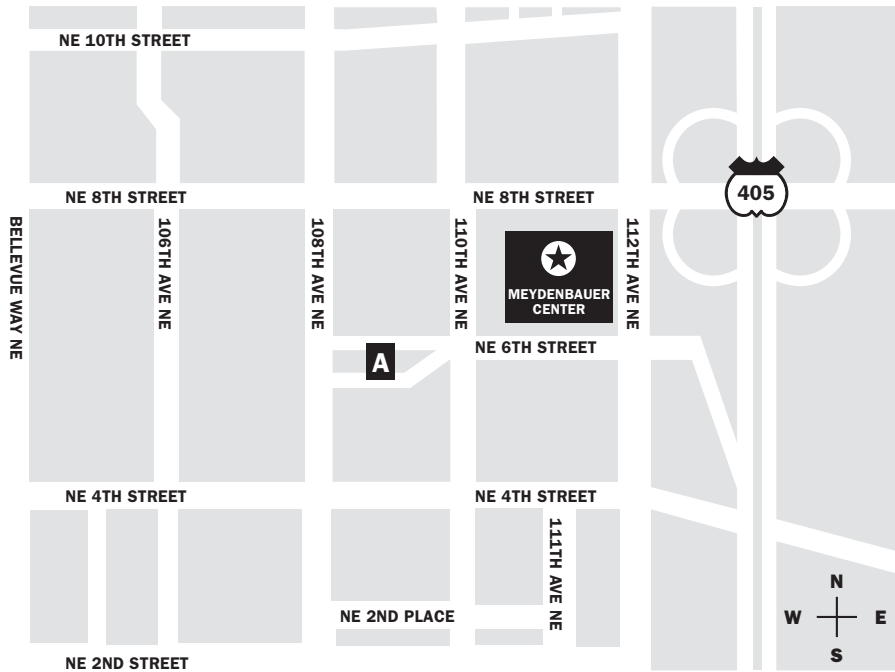 NE 10TH STREET
NE 8TH STREET
NE 8TH STREET
405
BELLEVUE WAY NE
106TH AVE NE
108TH AVE NE
110TH AVE NE
112TH AVE NE
MEYDENBAUER
CENTER
A
NE 6TH STREET
NE 4TH STREET
NE 4TH STREET
111TH AVE NE
NE 2ND PLACE
NE 2ND STREET
N
W
E
S